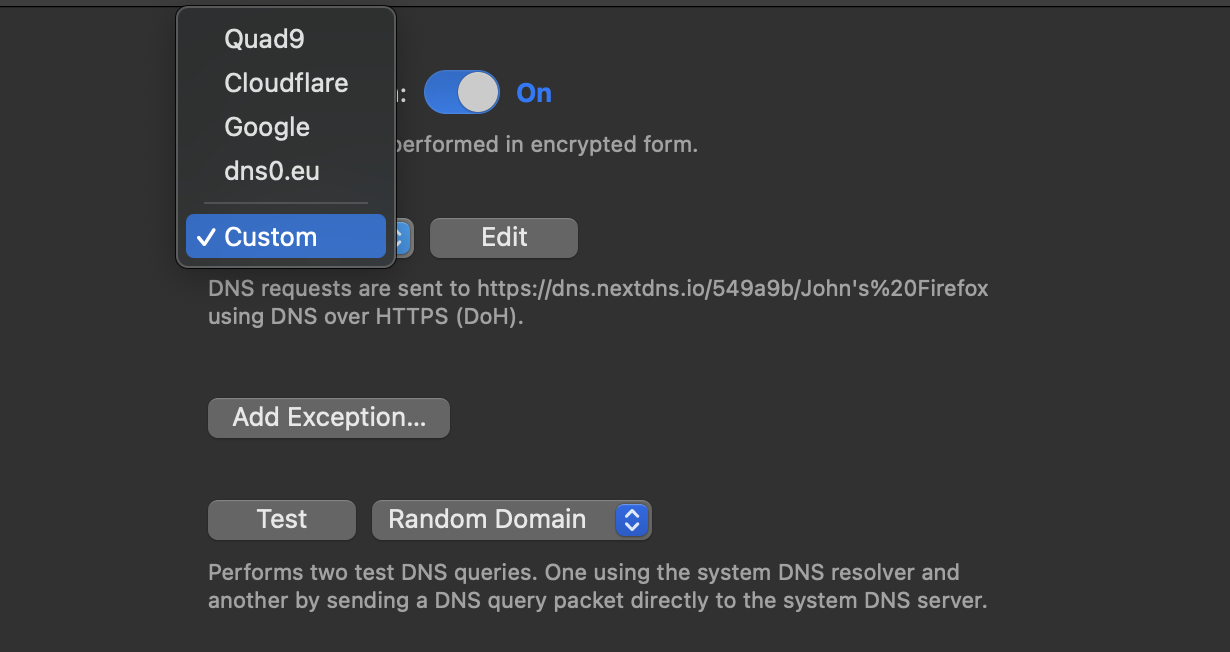 Quad9
Cloudflare
Google
dns0.eu
✓ Custom
: On
performed in encrypted form.
Edit
DNS requests are sent to https://dns.nextdns.io/549a9b/John's%20Firefox
using DNS over HTTPS (DoH).
Add Exception...
Test Random Domain
Performs two test DNS queries. One using the system DNS resolver and
another by sending a DNS query packet directly to the system DNS server.